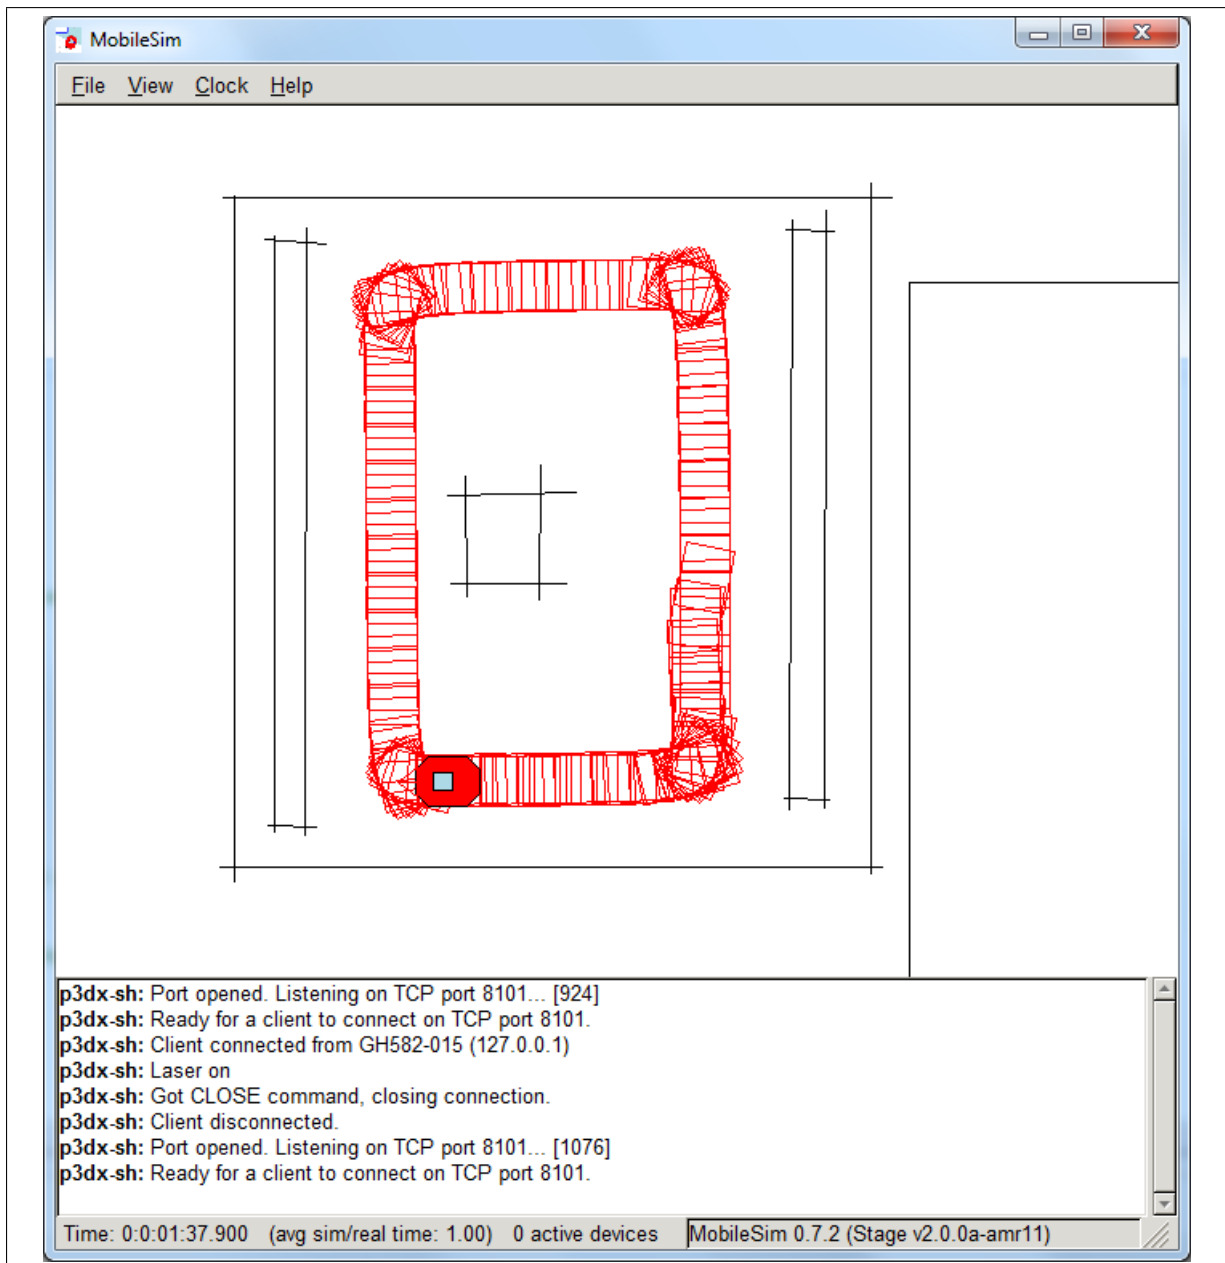 MobileSim
File View Clock Help
p3dx-sh: Port opened. Listening on TCP port 8101... [924]
p3dx-sh: Ready for a client to connect on TCP port 8101.
p3dx-sh: Client connected from GH582-015 (127.0.0.1)
p3dx-sh: Laser on
p3dx-sh: Got CLOSE command, closing connection.
p3dx-sh: Client disconnected.
p3dx-sh: Port opened. Listening on TCP port 8101... [1076]
p3dx-sh: Ready for a client to connect on TCP port 8101.
Time: 0:0:01:37.900 (avg sim/real time: 1.00) 0 active devices MobileSim 0.7.2 (Stage v2.0.0a-amr11)